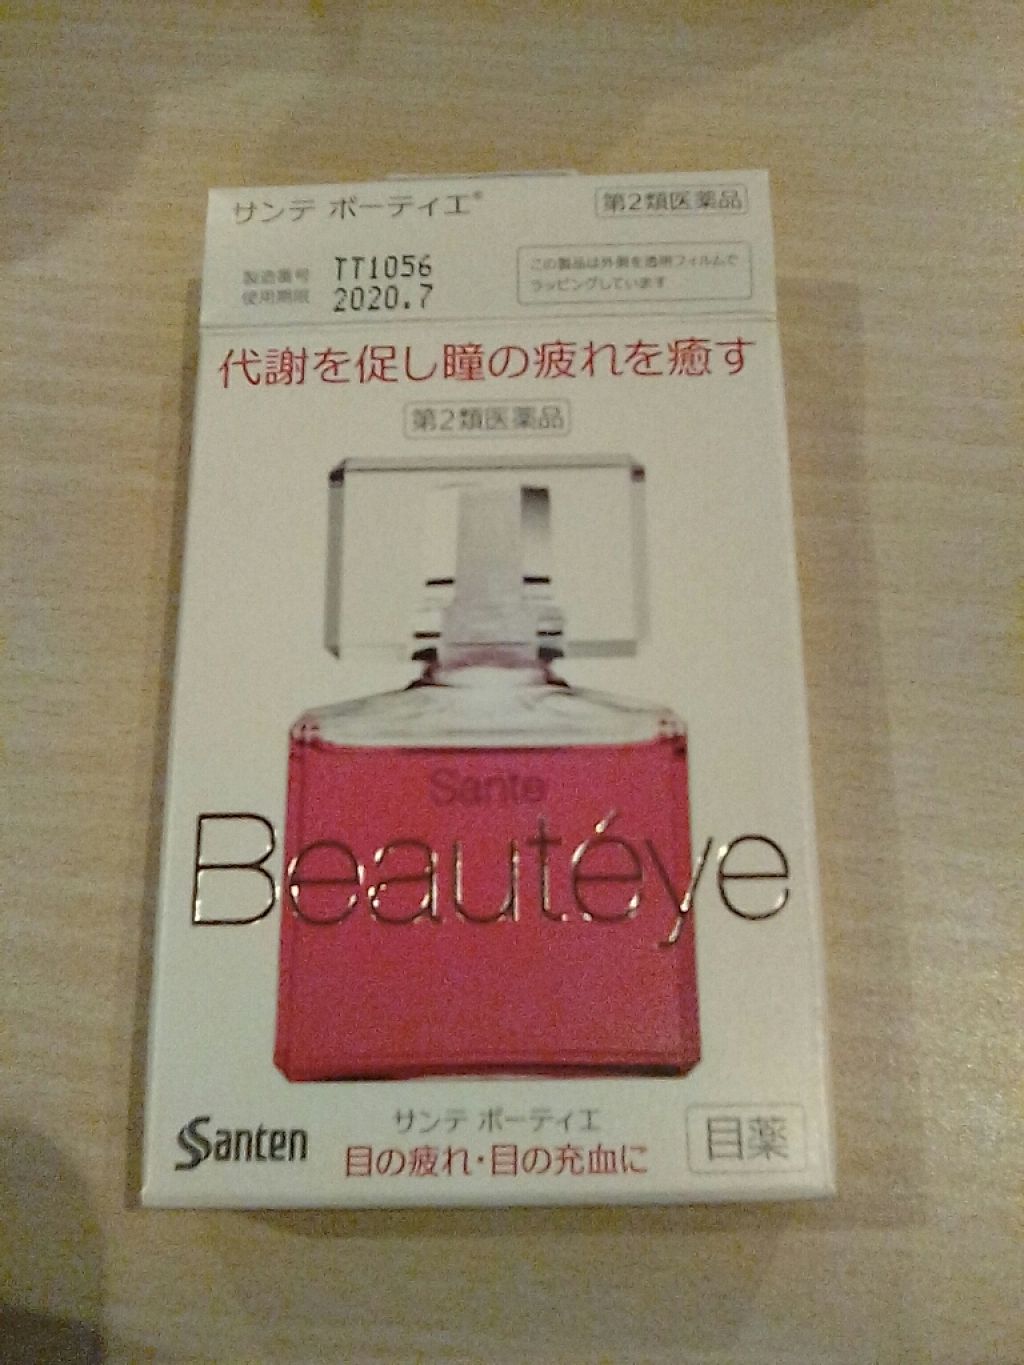 サンテ ボーティエ®
第2類医薬品
製造番号 TT1056
使用期限 2020.7
この製品は外側を透明フィルムで
ラッピングしています
代謝を促し瞳の疲れを癒す
第2類医薬品
Sante
Beautéye
Santen
サンテ ボーティエ
目の疲れ・目の充血に
目薬